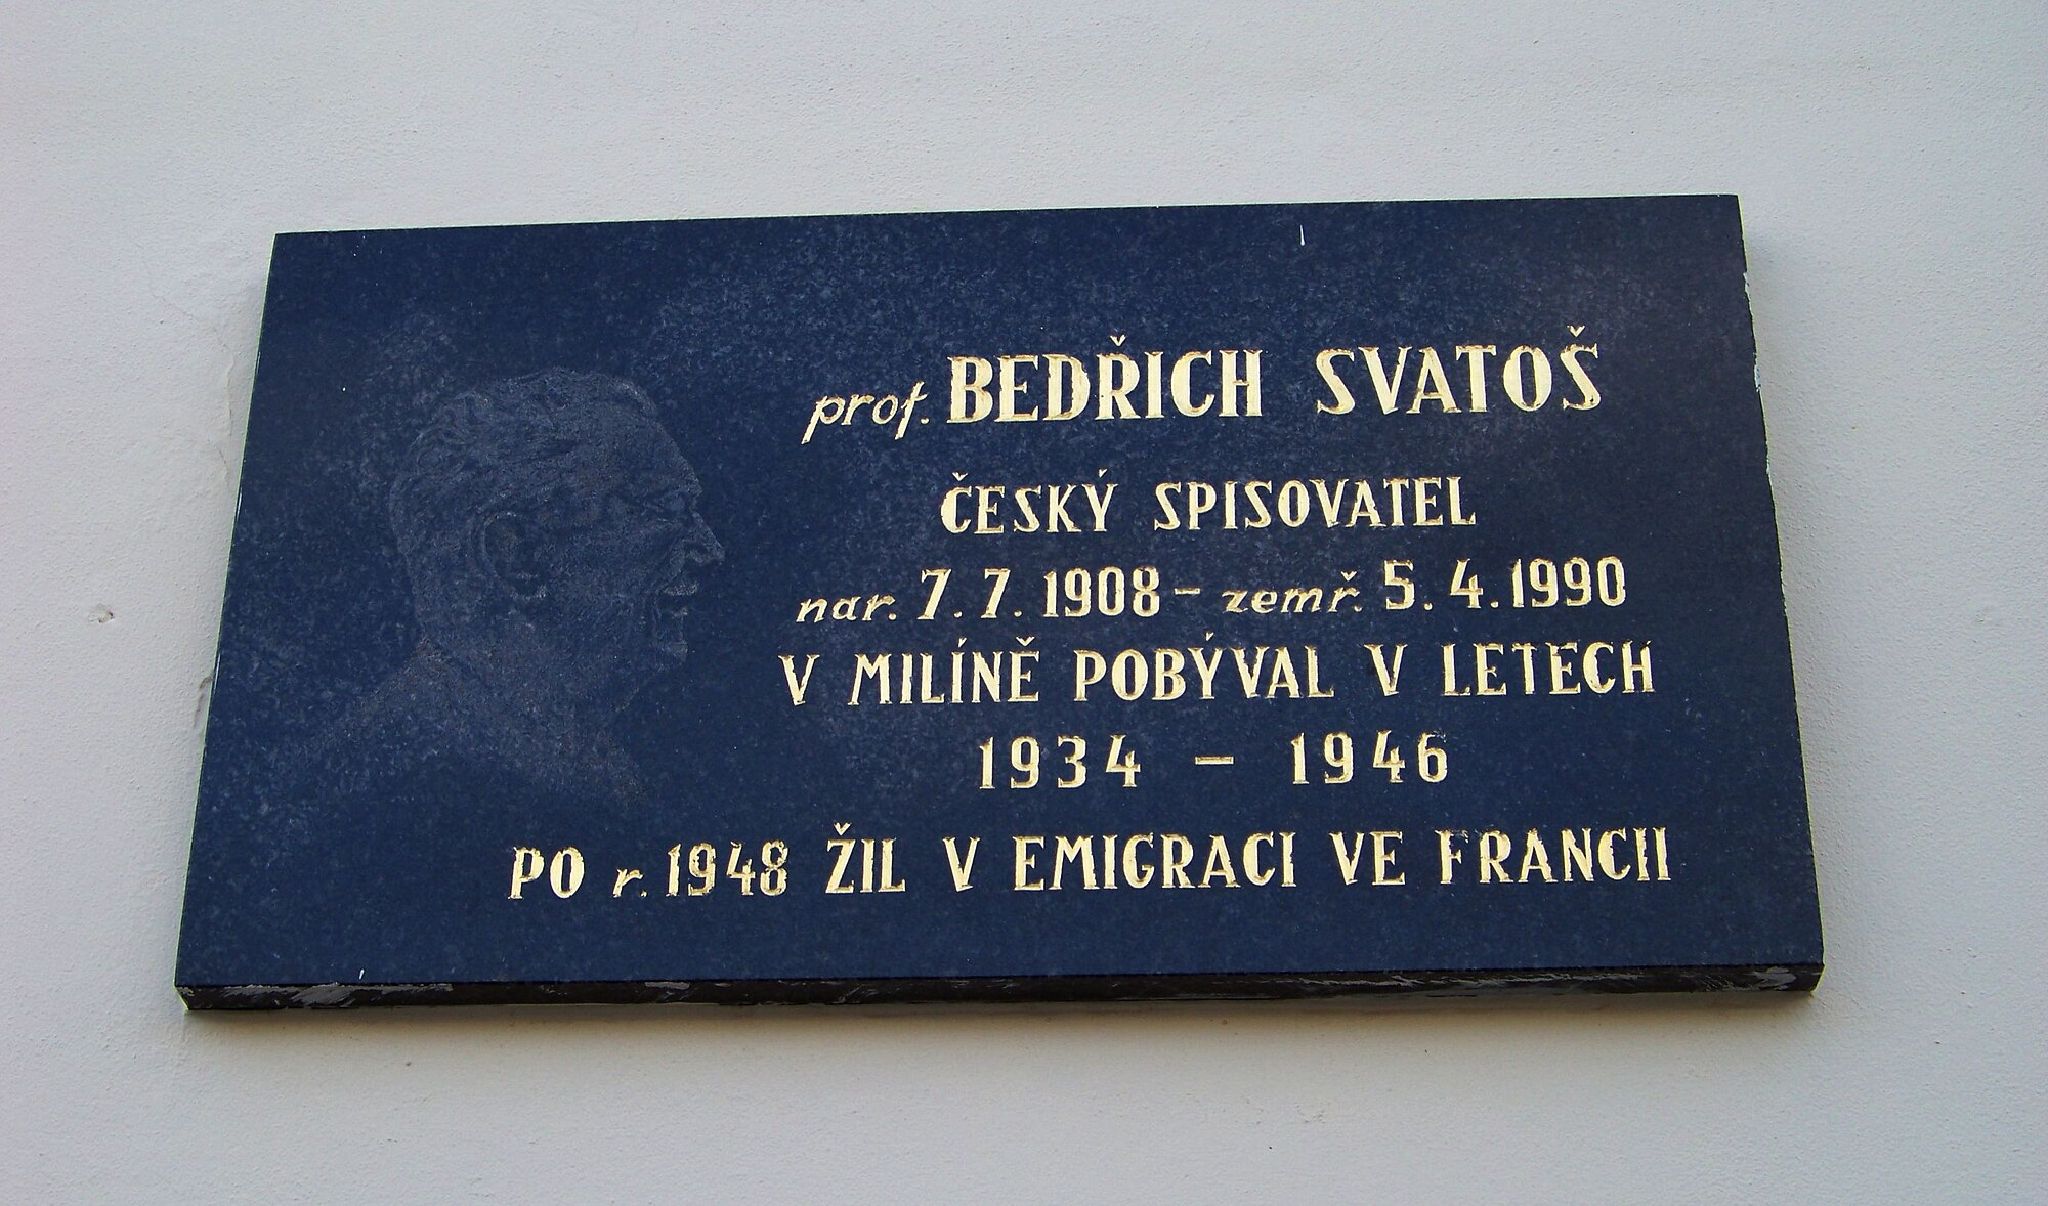 prof. BEDŘICH SVATOŠ
ČESKÝ SPISOVATEL
nar. 7. 7. 1908 - zemř. 5. 4. 1990
V MILÍNĚ POBÝVAL V LETECH
1934 - 1946
PO r. 1948 ŽIL V EMIGRACI VE FRANCII